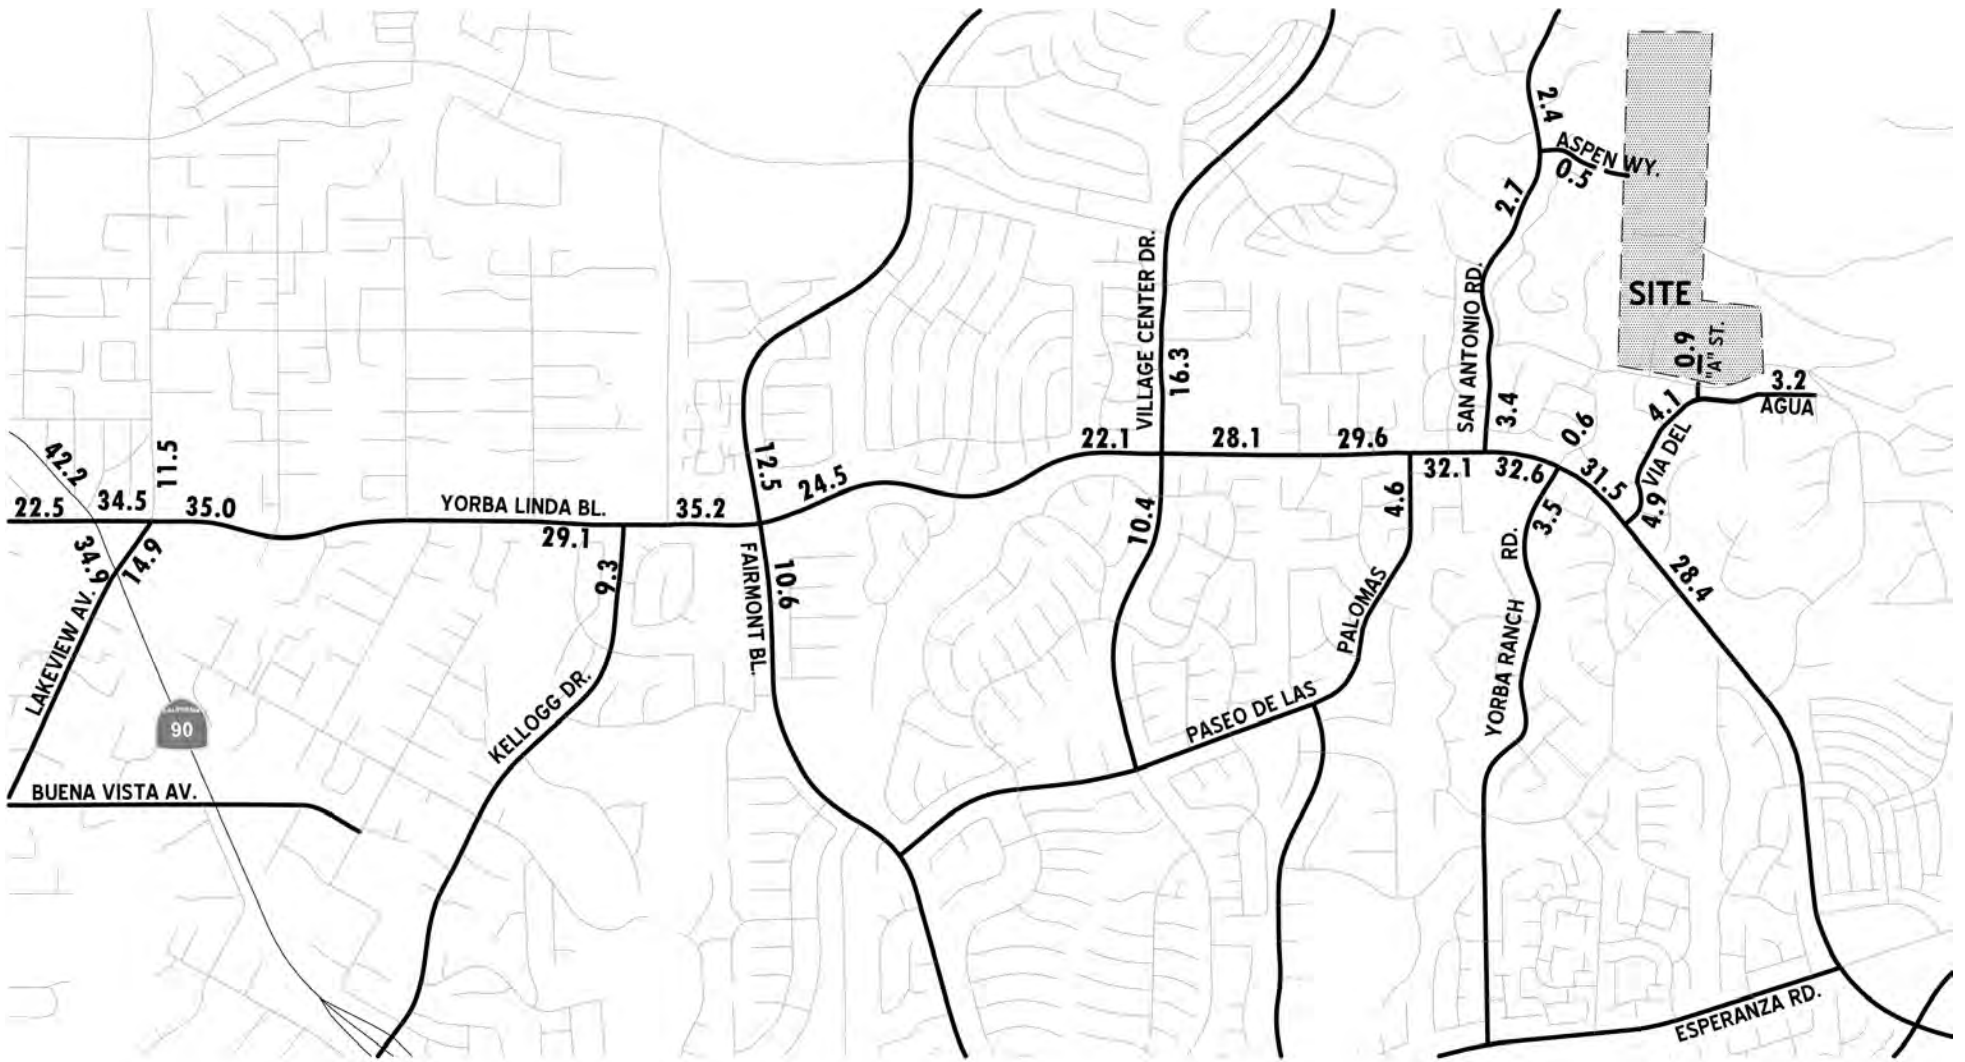 2.4
ASPEN WY.
0.5
2.7
SITE
VILLAGE CENTER DR.
SAN ANTONIO RD.
16.3
0.9
"A" ST.
3.2
AGUA
4.1
VIA DEL
4.9
3.4
0.6
42.2
11.5
12.5
24.5
22.1
28.1
29.6
32.1
32.6
31.5
22.5
34.5
35.0
YORBA LINDA BL.
29.1
35.2
34.9
14.9
9.3
FAIRMONT BL.
10.6
10.4
4.6
3.5
28.4
LAKEVIEW AV.
CALIFORNIA
90
KELLOGG DR.
PASEO DE LAS
PALOMAS
YORBA RANCH
RD.
BUENA VISTA AV.
ESPERANZA RD.